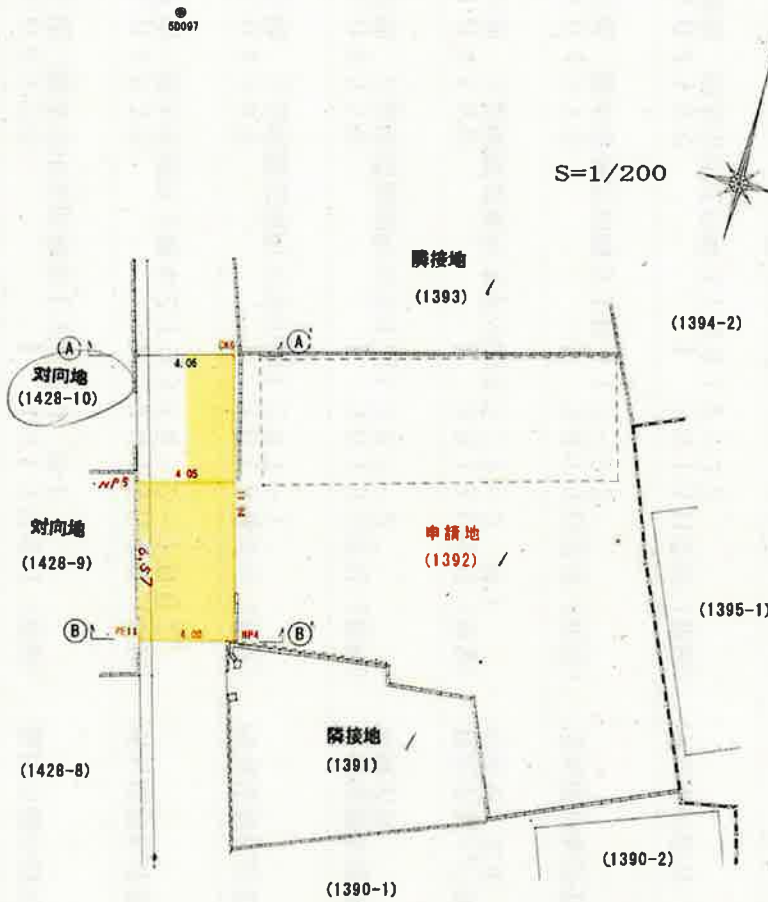 5D097
S=1/200
隣接地
(1393)
(1394-2)
A
A'
4.06
対向地
(1428-10)
4.05
NP5
11.94
対向地
(1428-9)
6.57
申請地
(1392)
(1395-1)
B
4.00
NP4
B'
隣接地
(1391)
(1428-8)
(1390-2)
(1390-1)